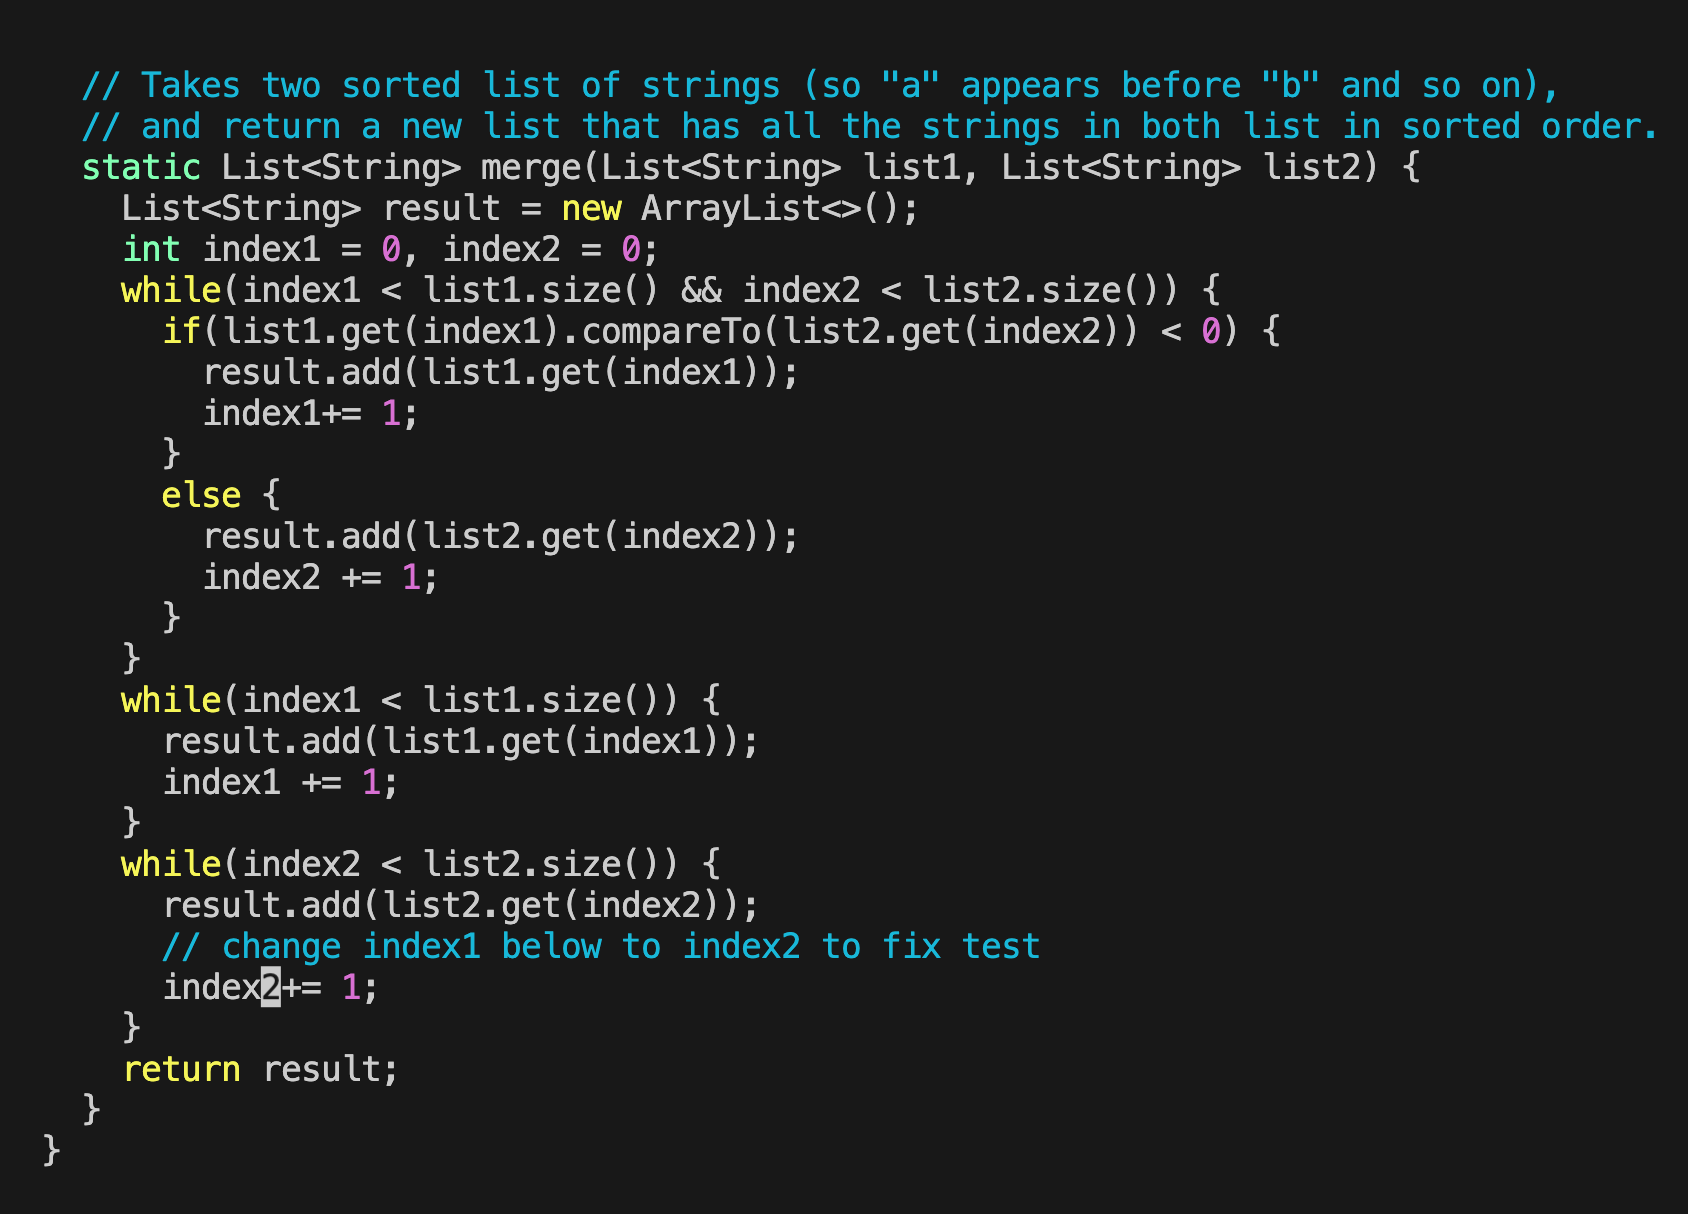 // Takes two sorted list of strings (so "a" appears before "b" and so on),
// and return a new list that has all the strings in both list in sorted order.
static List<String> merge(List<String> list1, List<String> list2) {
  List<String> result = new ArrayList<>();
  int index1 = 0, index2 = 0;
  while(index1 < list1.size() && index2 < list2.size()) {
    if(list1.get(index1).compareTo(list2.get(index2)) < 0) {
      result.add(list1.get(index1));
      index1+= 1;
    }
    else {
      result.add(list2.get(index2));
      index2 += 1;
    }
  }
  while(index1 < list1.size()) {
    result.add(list1.get(index1));
    index1 += 1;
  }
  while(index2 < list2.size()) {
    result.add(list2.get(index2));
    // change index1 below to index2 to fix test
    index2+= 1;
  }
  return result;
}
}